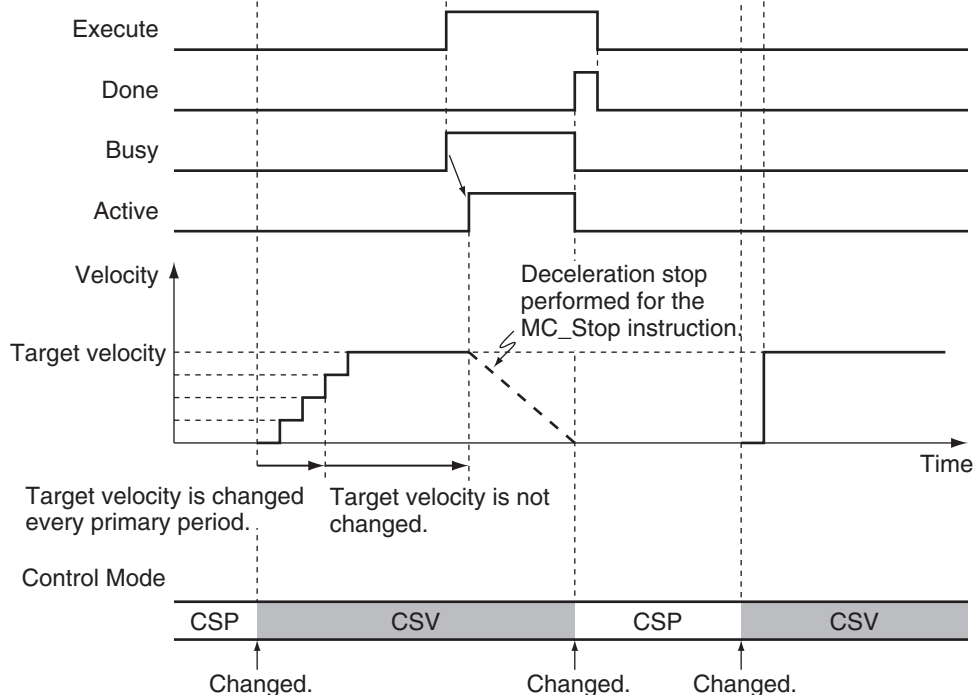 Execute
Done
Busy
Active
Velocity
Deceleration stop
performed for the
MC_Stop instruction.
Target velocity
Time
Target velocity is changed
every primary period.
Target velocity is not
changed.
Control Mode
CSP
CSV
CSP
CSV
Changed.
Changed.
Changed.